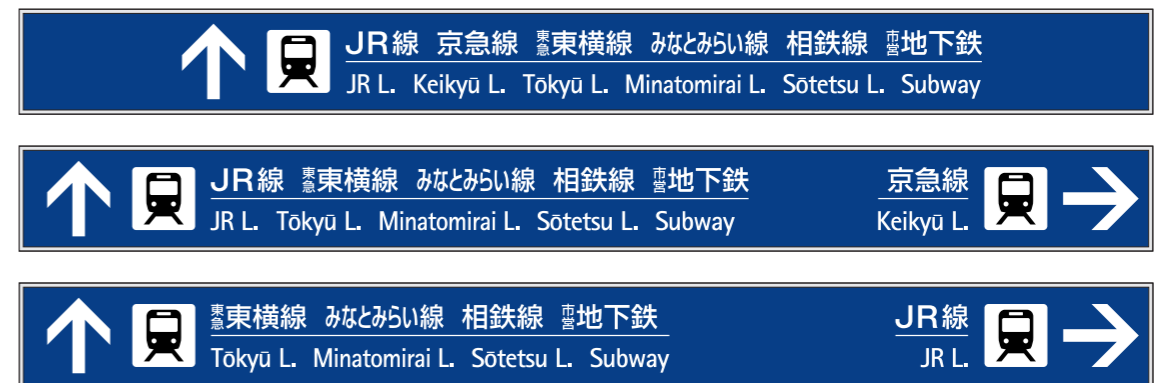 JR線 京急線 東急東横線 みなとみらい線 相鉄線 市営地下鉄
JR L. Keikyū L. Tōkyū L. Minatomirai L. Sōtetsu L. Subway
JR線 東急東横線 みなとみらい線 相鉄線 市営地下鉄
JR L. Tōkyū L. Minatomirai L. Sōtetsu L. Subway
京急線
Keikyū L.
東急東横線 みなとみらい線 相鉄線 市営地下鉄
Tōkyū L. Minatomirai L. Sōtetsu L. Subway
JR線
JR L.